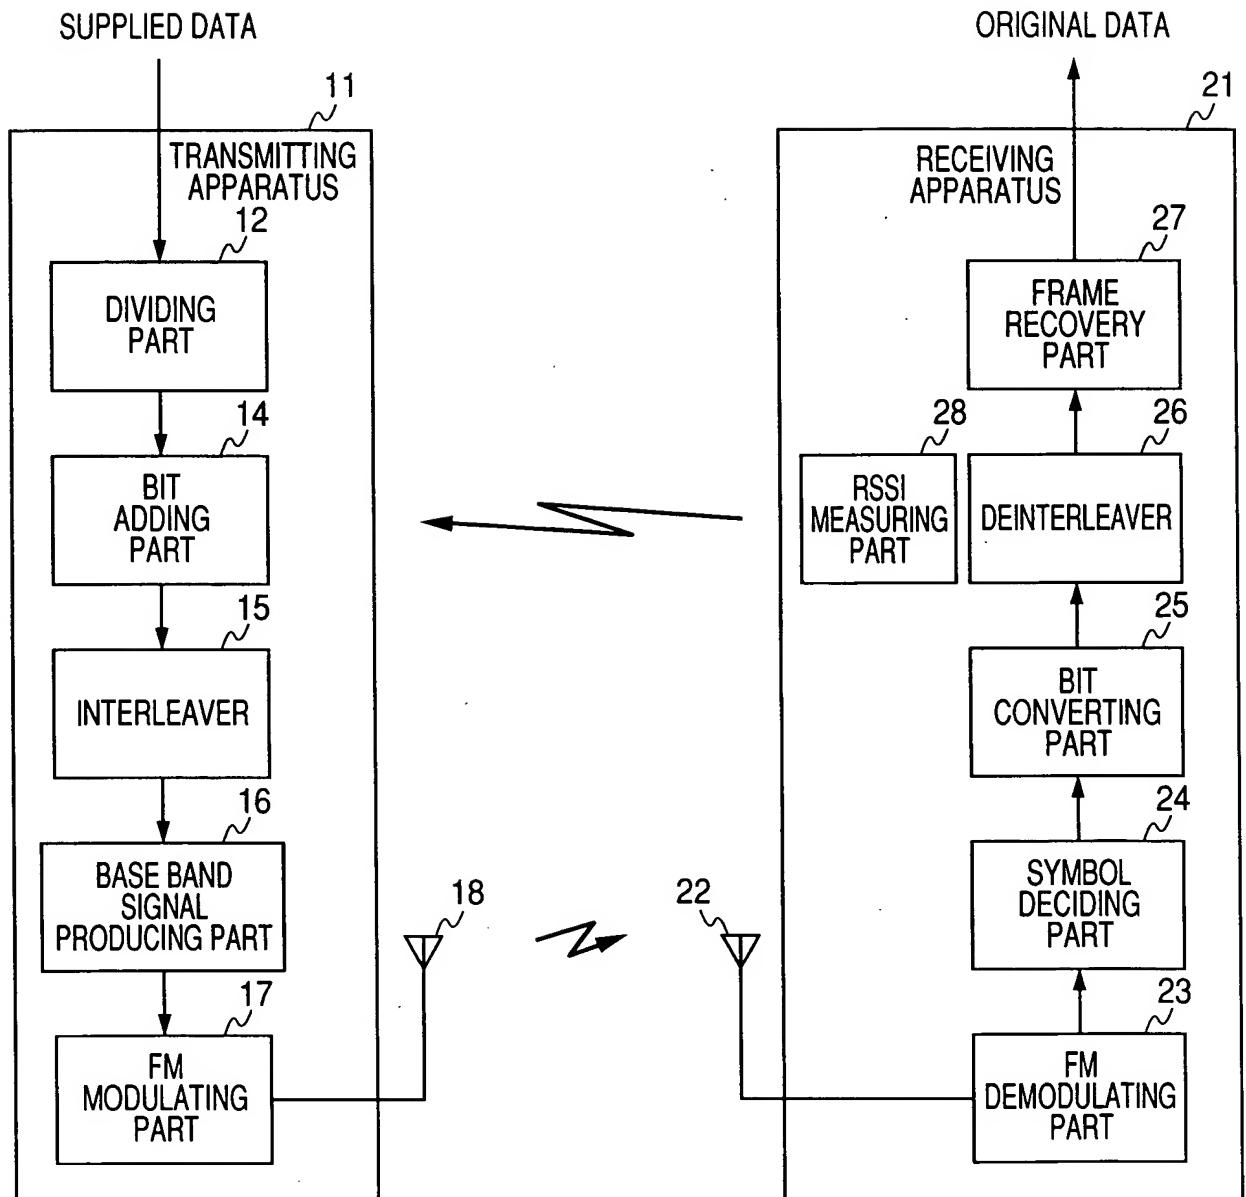 SUPPLIED DATA
11
TRANSMITTING
APPARATUS
12
DIVIDING
PART
14
BIT
ADDING
PART
15
INTERLEAVER
16
BASE BAND
SIGNAL
PRODUCING PART
17
FM
MODULATING
PART
18
ORIGINAL DATA
21
RECEIVING
APPARATUS
27
FRAME
RECOVERY
PART
28
RSSI
MEASURING
PART
26
DEINTERLEAVER
25
BIT
CONVERTING
PART
24
SYMBOL
DECIDING
PART
22
23
FM
DEMODULATING
PART